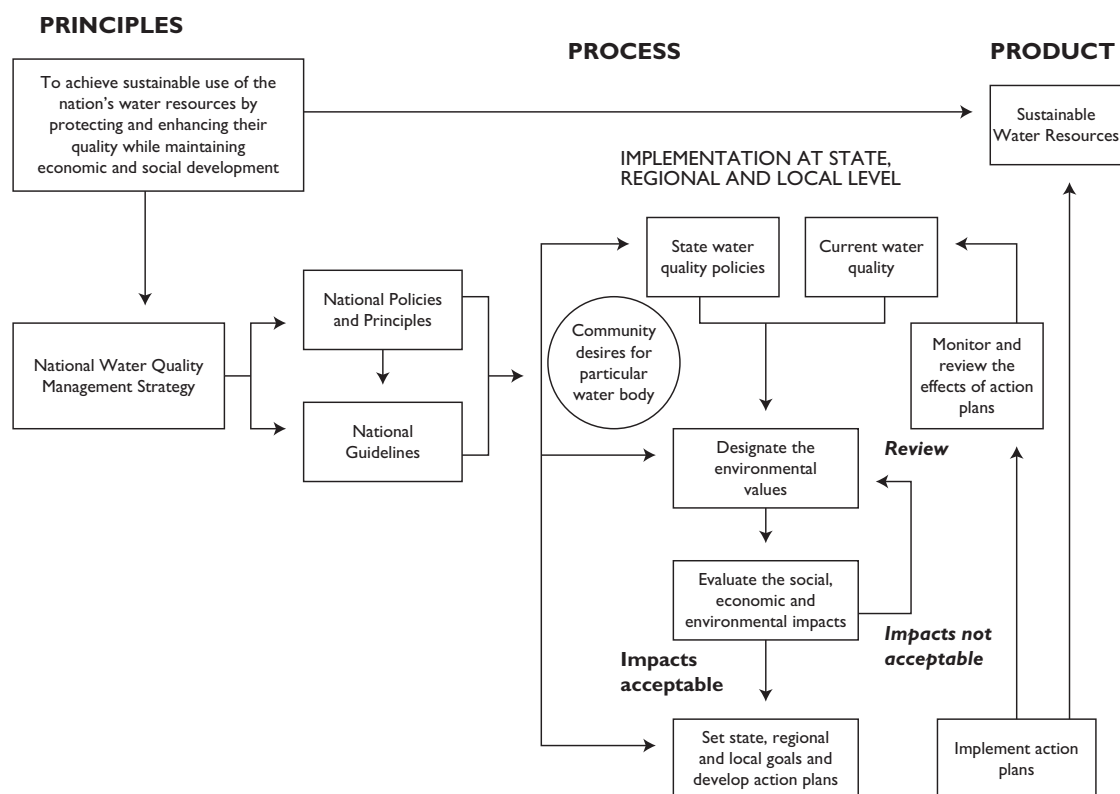 PRINCIPLES
To achieve sustainable use of the
nation’s water resources by
protecting and enhancing their
quality while maintaining
economic and social development
National Water Quality
Management Strategy
National Policies
and Principles
National
Guidelines
PROCESS
IMPLEMENTATION AT STATE,
REGIONAL AND LOCAL LEVEL
State water
quality policies
Current water
quality
Community
desires for
particular
water body
Designate the
environmental
values
Review
Evaluate the social,
economic and
environmental impacts
Impacts
acceptable
Impacts not
acceptable
Set state, regional
and local goals and
develop action plans
Monitor and
review the
effects of action
plans
Implement action
plans
PRODUCT
Sustainable
Water Resources